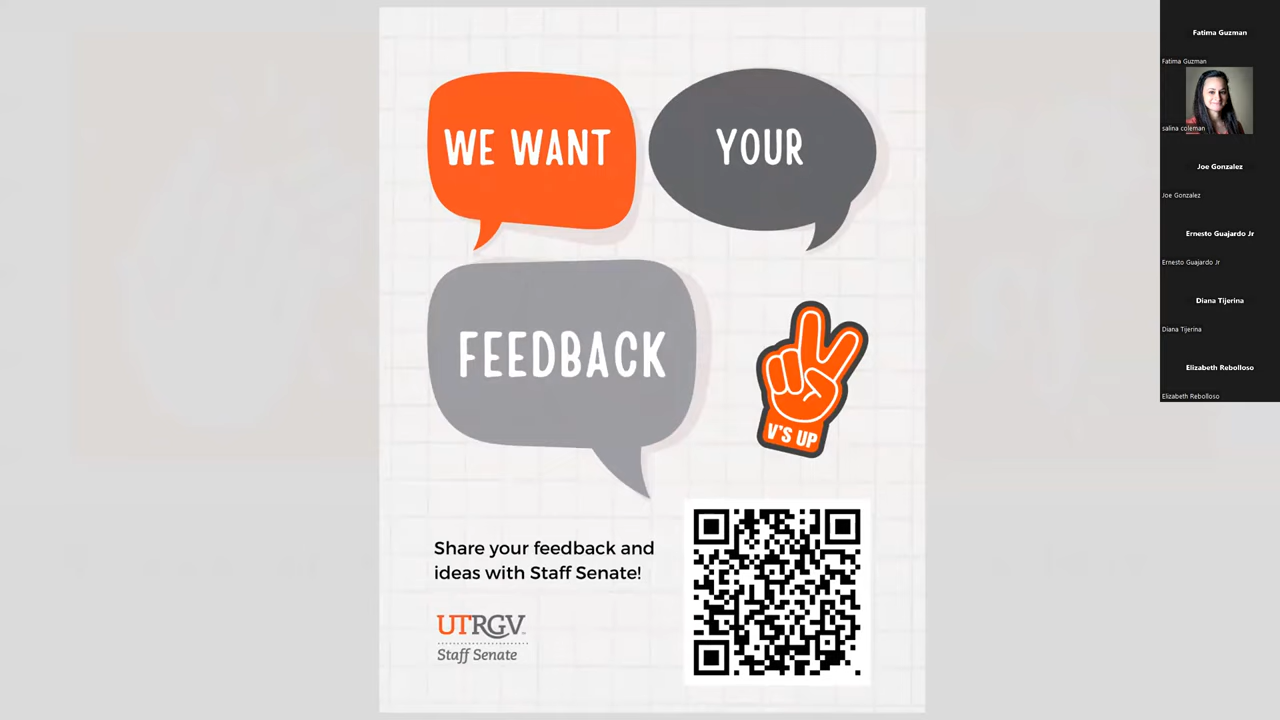 WE WANT
YOUR
FEEDBACK
V'S UP
Share your feedback and
ideas with Staff Senate!
UTRGV
Staff Senate
Fatima Guzman
Fatima Guzman
salina coleman
Joe Gonzalez
Joe Gonzalez
Ernesto Guajardo Jr
Ernesto Guajardo Jr
Diana Tijerina
Diana Tijerina
Elizabeth Rebolloso
Elizabeth Rebolloso